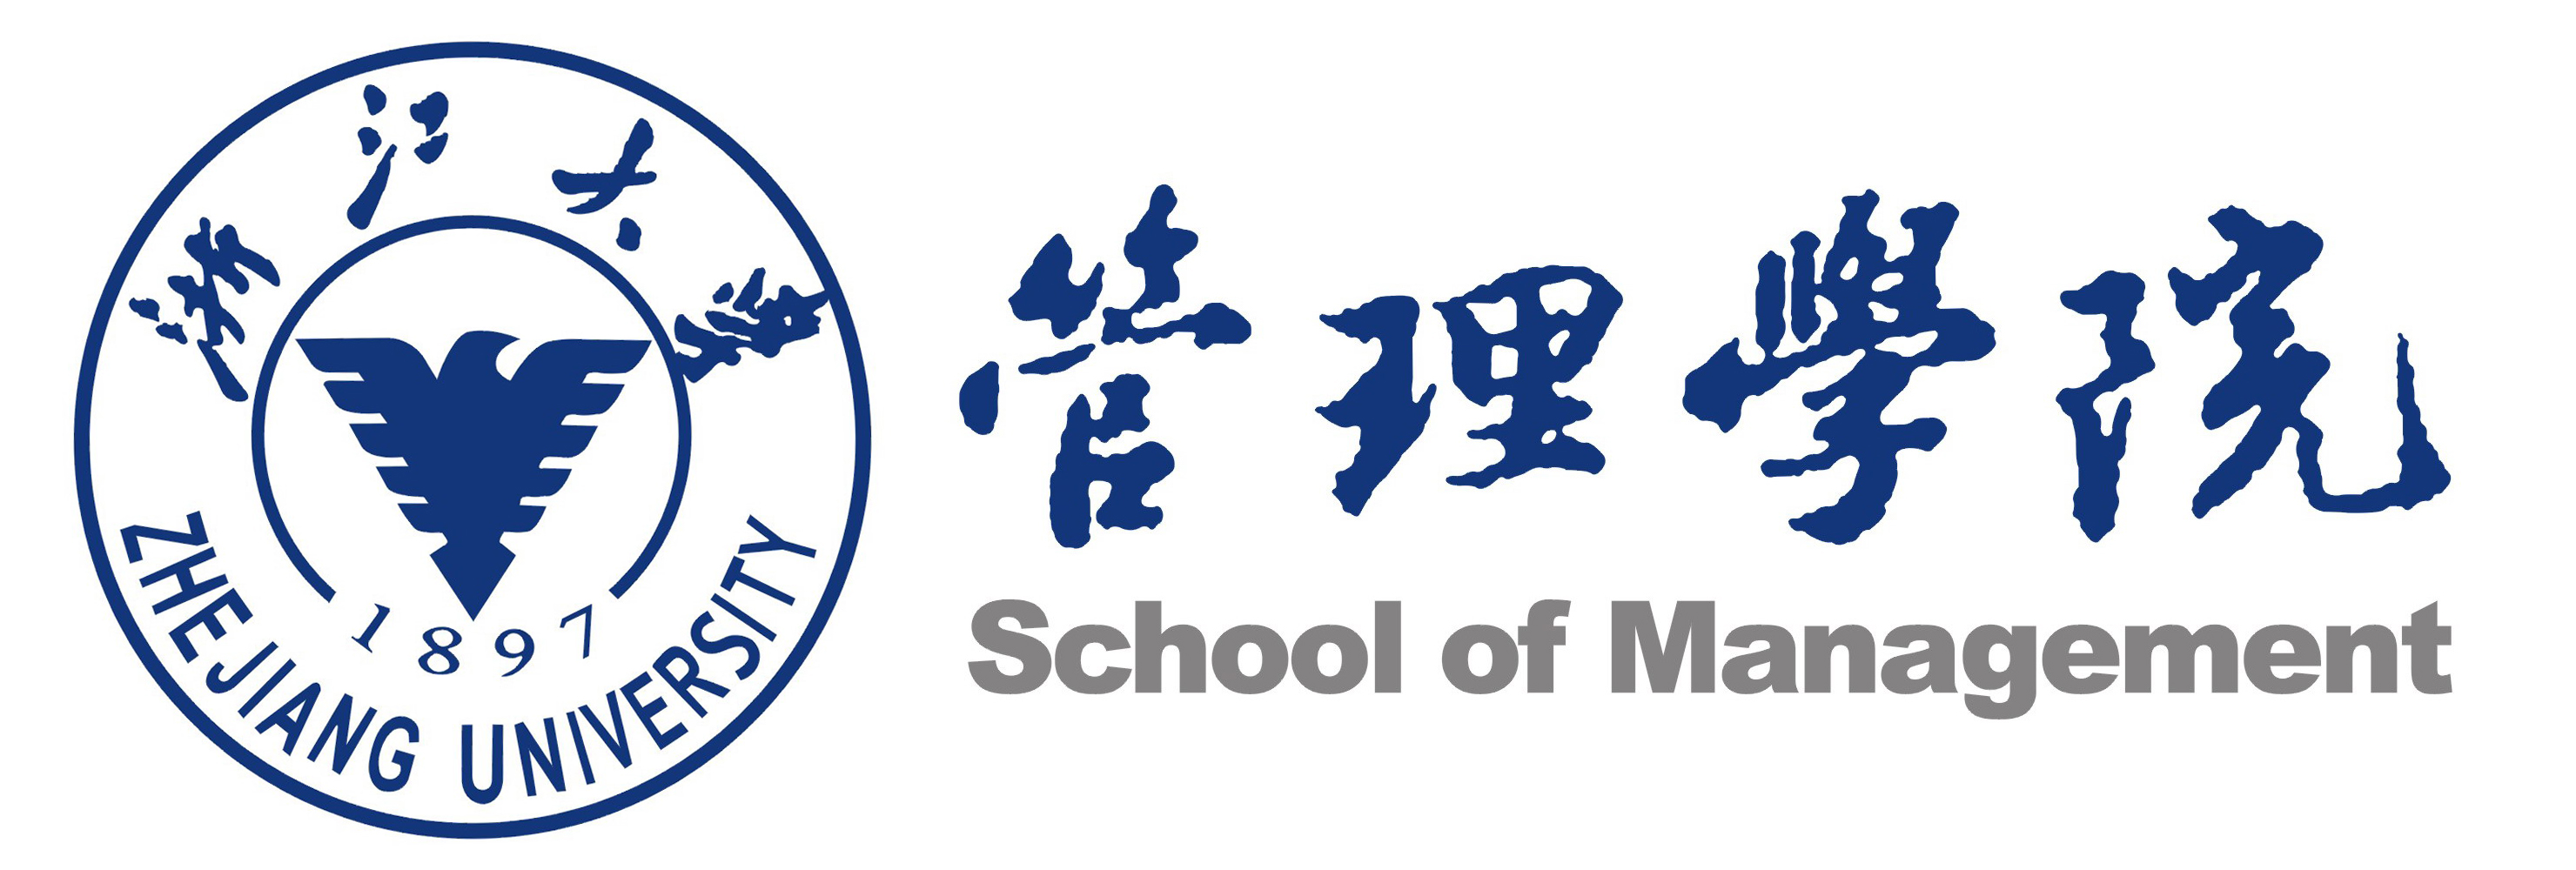 浙江大學
1897
ZHEJIANG UNIVERSITY
管理學院
School of Management